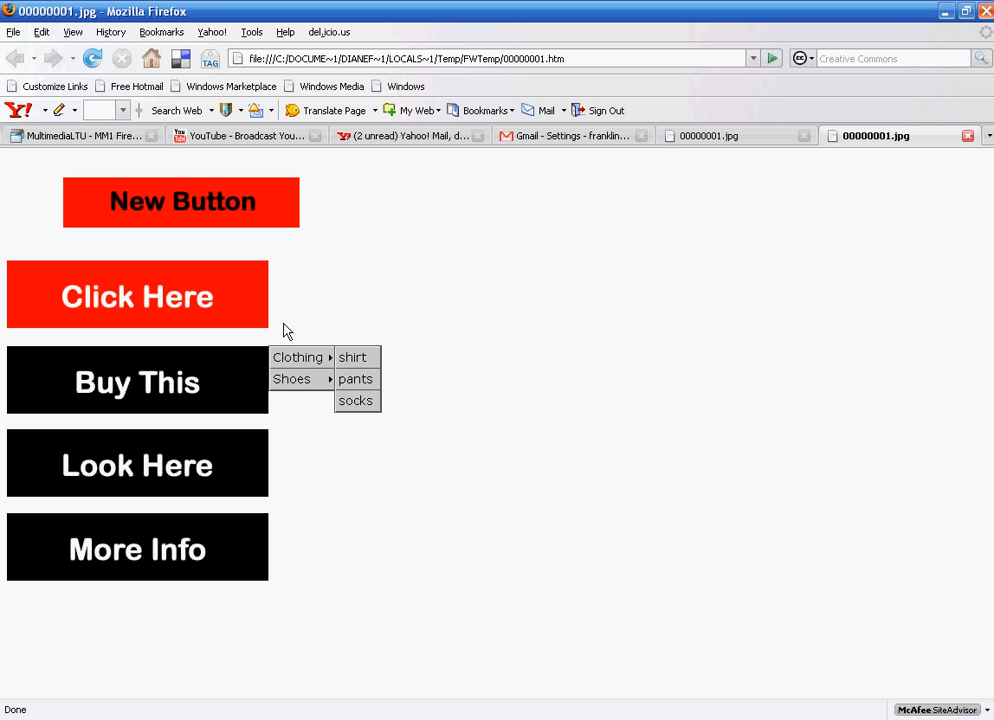 00000001.jpg - Mozilla Firefox
File Edit View History Bookmarks Yahoo! Tools Help del.icio.us
TAG file:///C:/DOCUME~1/DIANEF~1/LOCALS~1/Temp/FWTemp/00000001.htm Creative Commons
Customize Links Free Hotmail Windows Marketplace Windows Media Windows
Y! Search Web Translate Page My Web Bookmarks Mail Sign Out
MultimediaLTU - MM1 Fire... YouTube - Broadcast You... (2 unread) Yahoo! Mail, d... Gmail - Settings - franklin... 00000001.jpg 00000001.jpg
New Button
Click Here
Clothing shirt
Buy This
Shoes pants
socks
Look Here
More Info
Done McAfee SiteAdvisor